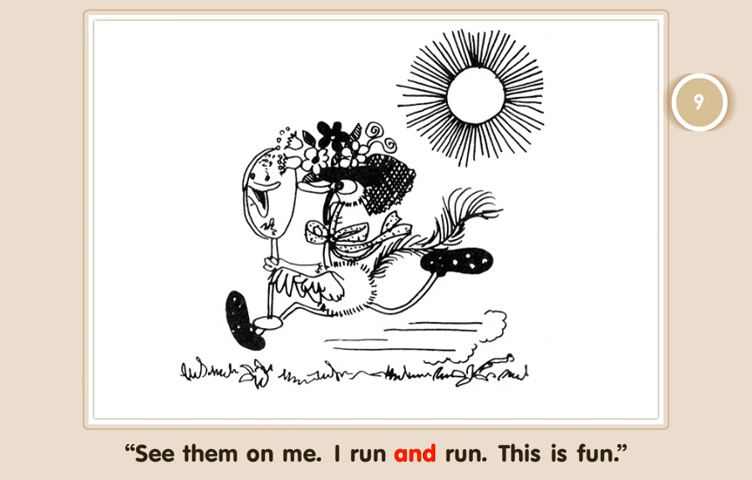 9
“See them on me. I run and run. This is fun.”